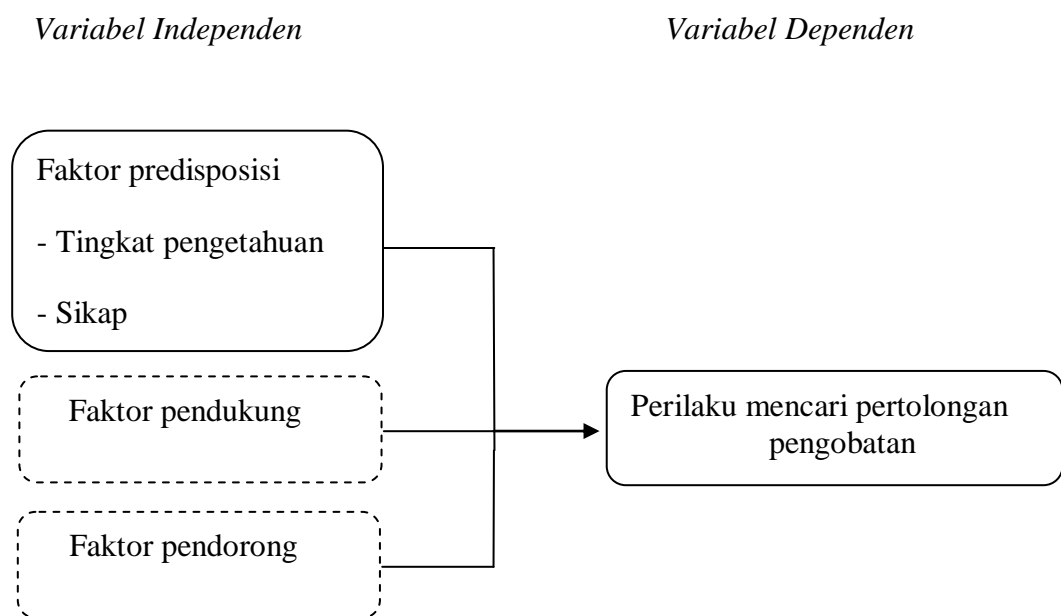 Variabel Independen
Variabel Dependen
Faktor predisposisi
- Tingkat pengetahuan
- Sikap
Faktor pendukung
Faktor pendorong
Perilaku mencari pertolongan
pengobatan